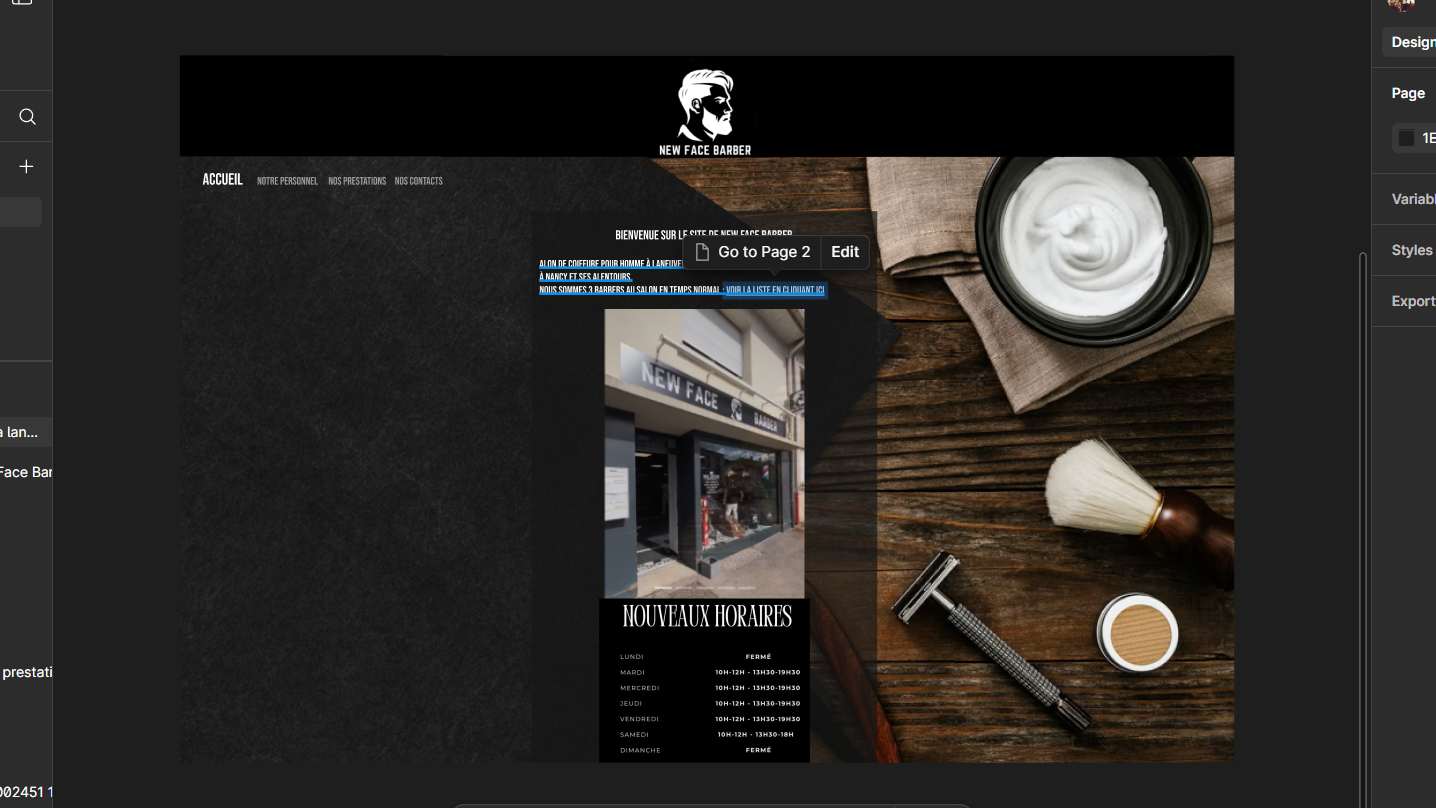 Design
Page
1E
Variabl
Styles
Export
a lan...
Face Bar
prestati
002451 1
NEW FACE BARBER
ACCUEIL NOTRE PERSONNEL NOS PRESTATIONS NOS CONTACTS
BIENVENUE SUR LE SITE DE NEW FACE BARBER
Go to Page 2 Edit
ALON DE COIFFURE POUR HOMME À LANEUVE
À NANCY ET SES ALENTOURS.
NOUS SOMMES 3 BARBERS AU SALON EN TEMPS NORMAL : VOIR LA LISTE EN CLIQUANT ICI
NEW FACE BARBER
NOUVEAUX HORAIRES
LUNDI FERMÉ
MARDI 10H-12H - 13H30-19H30
MERCREDI 10H-12H - 13H30-19H30
JEUDI 10H-12H - 13H30-19H30
VENDREDI 10H-12H - 13H30-19H30
SAMEDI 10H-12H - 13H30-18H
DIMANCHE FERMÉ